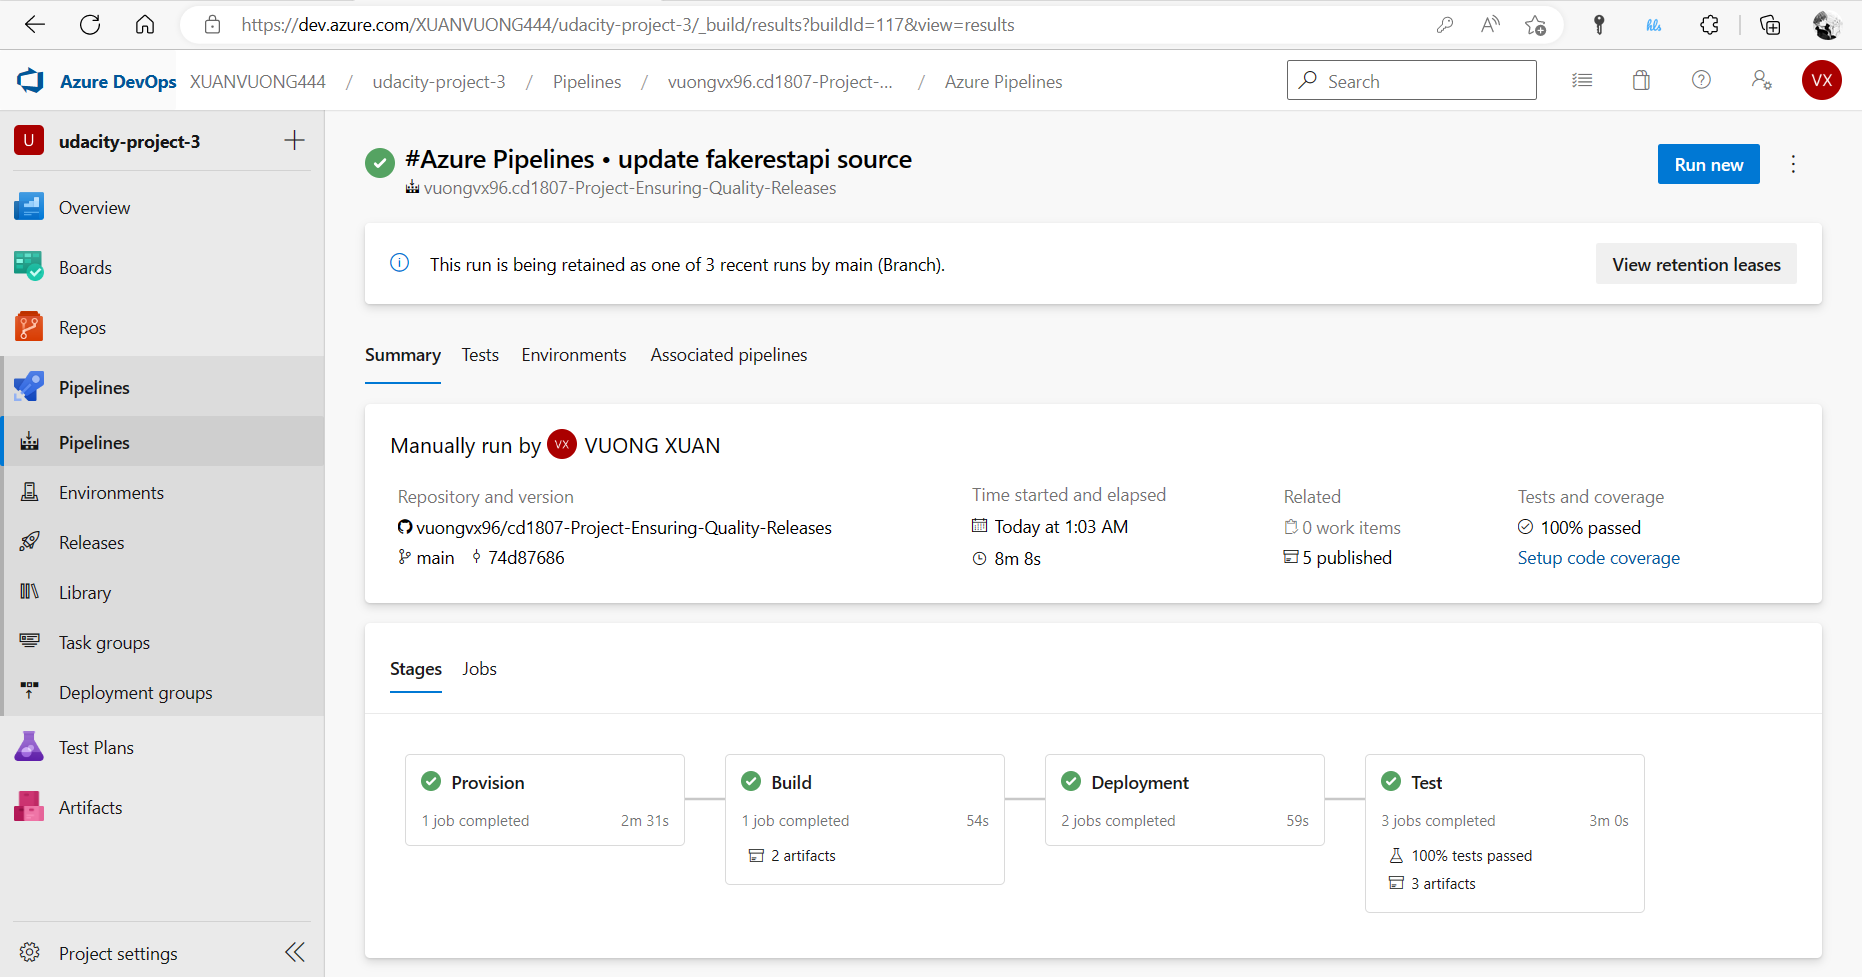 https://dev.azure.com/XUANVUONG444/udacity-project-3/_build/results?buildId=117&view=results
hls
Azure DevOps XUANVUONG444 / udacity-project-3 / Pipelines / vuongvx96.cd1807-Project-... / Azure Pipelines
Search
VX
U udacity-project-3
Overview
Boards
Repos
Pipelines
Pipelines
Environments
Releases
Library
Task groups
Deployment groups
Test Plans
Artifacts
Project settings
#Azure Pipelines • update fakerestapi source
vuongvx96.cd1807-Project-Ensuring-Quality-Releases
Run new
This run is being retained as one of 3 recent runs by main (Branch).
View retention leases
Summary Tests Environments Associated pipelines
Manually run by VX VUONG XUAN
Repository and version
vuongvx96/cd1807-Project-Ensuring-Quality-Releases
main 74d87686
Time started and elapsed
Today at 1:03 AM
8m 8s
Related
0 work items
5 published
Tests and coverage
100% passed
Setup code coverage
Stages Jobs
Provision
1 job completed 2m 31s
Build
1 job completed 54s
2 artifacts
Deployment
2 jobs completed 59s
Test
3 jobs completed 3m 0s
100% tests passed
3 artifacts